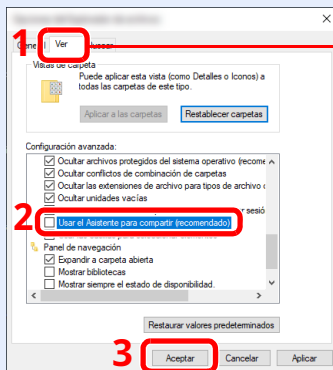 1
Ver
Vistas de carpeta
Puede aplicar esta vista (como Detalles o Iconos) a
todas las carpetas de este tipo.
Aplicar a las carpetas
Restablecer carpetas
Configuración avanzada:
Ocultar archivos protegidos del sistema operativo (recome
Ocultar conflictos de combinación de carpetas
Ocultar las extensiones de archivo para tipos de archivo c
Ocultar unidades vacías
r sesió
2
Usar el Asistente para compartir (recomendado)
Panel de navegación
Expandir a carpeta abierta
Mostrar bibliotecas
Mostrar siempre el estado de disponibilidad.
Restaurar valores predeterminados
3
Aceptar
Cancelar
Aplicar